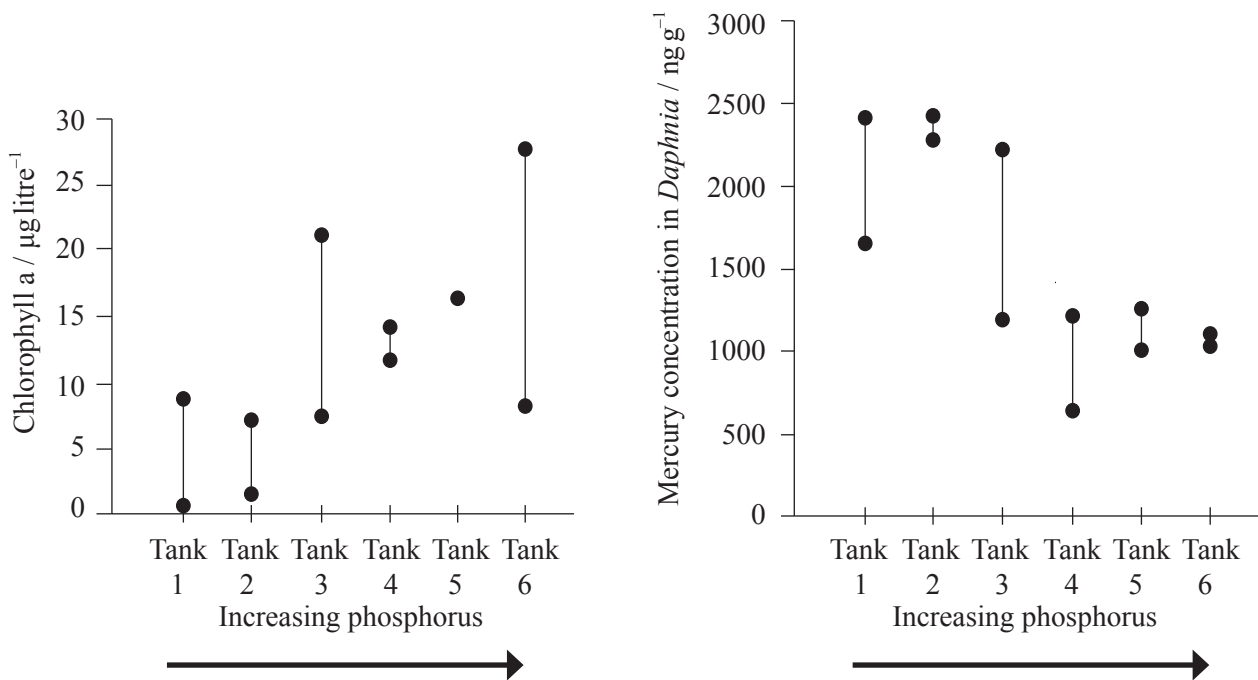 Chlorophyll a / µg litre⁻¹
30
25
20
15
10
5
0
Tank 1
Tank 2
Tank 3
Tank 4
Tank 5
Tank 6
Increasing phosphorus
Mercury concentration in Daphnia / ng g⁻¹
3000
2500
2000
1500
1000
500
0
Tank 1
Tank 2
Tank 3
Tank 4
Tank 5
Tank 6
Increasing phosphorus